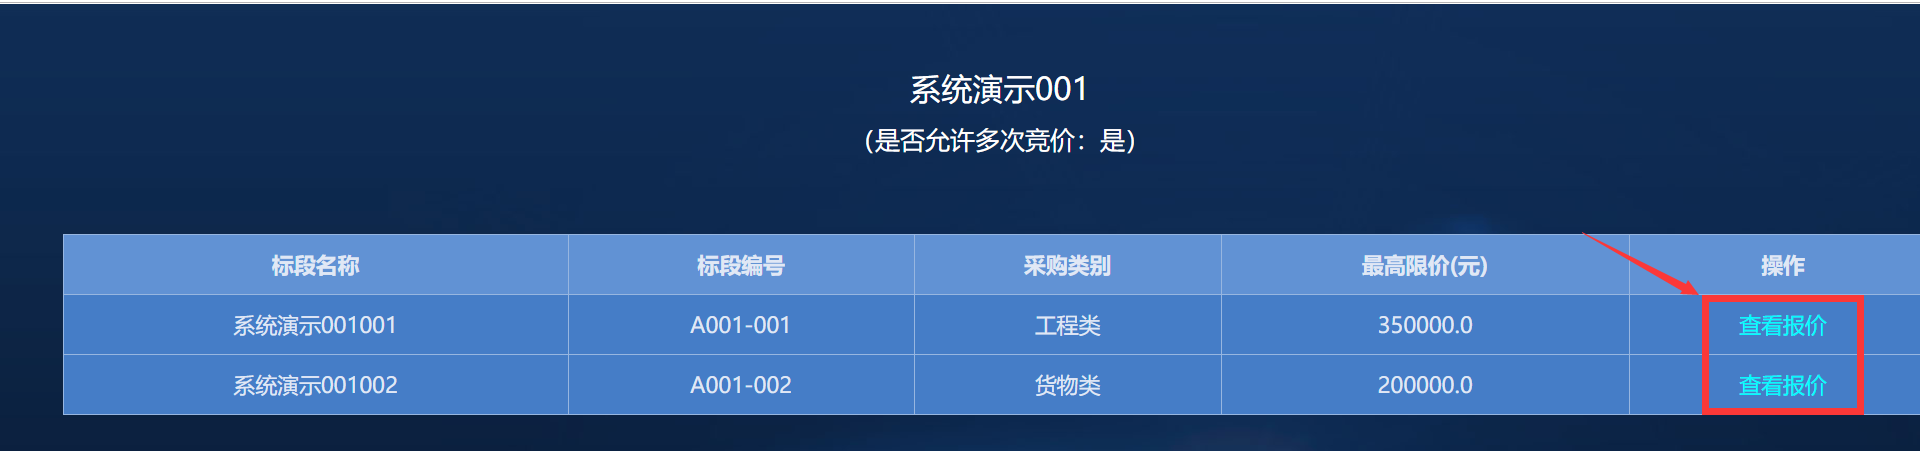 系统演示001
（是否允许多次竞价：是）
标段名称 标段编号 采购类别 最高限价(元) 操作
系统演示001001 A001-001 工程类 350000.0 查看报价
系统演示001002 A001-002 货物类 200000.0 查看报价